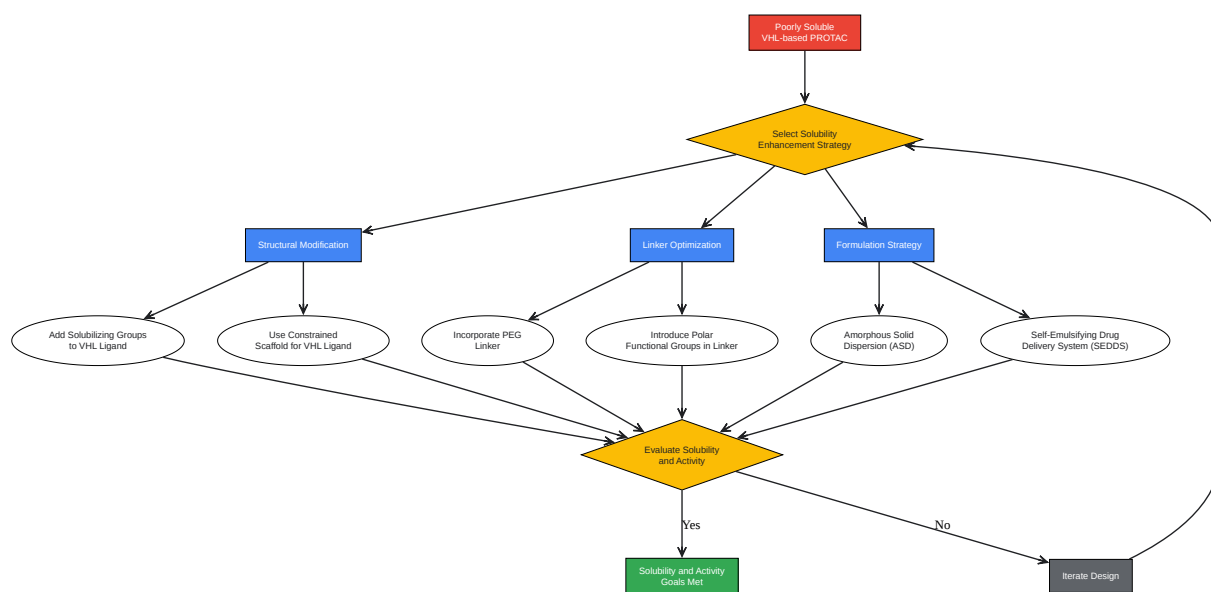 Poorly Soluble
VHL-based PROTAC
Select Solubility
Enhancement Strategy
Structural Modification
Linker Optimization
Formulation Strategy
Add Solubilizing Groups
to VHL Ligand
Use Constrained
Scaffold for VHL Ligand
Incorporate PEG
Linker
Introduce Polar
Functional Groups in Linker
Amorphous Solid
Dispersion (ASD)
Self-Emulsifying Drug
Delivery System (SEDDS)
Evaluate Solubility
and Activity
Yes
No
Solubility and Activity
Goals Met
Iterate Design